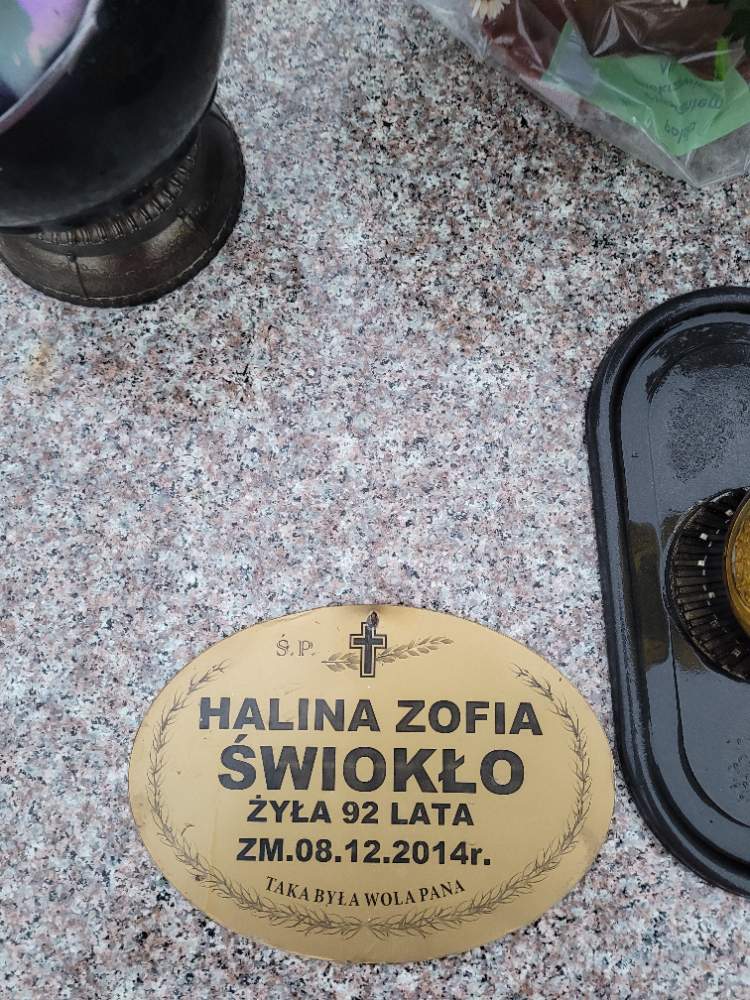 Ś.P.
HALINA ZOFIA
ŚWIOKŁO
ŻYŁA 92 LATA
ZM.08.12.2014r.
TAKA BYŁA WOLA PANA